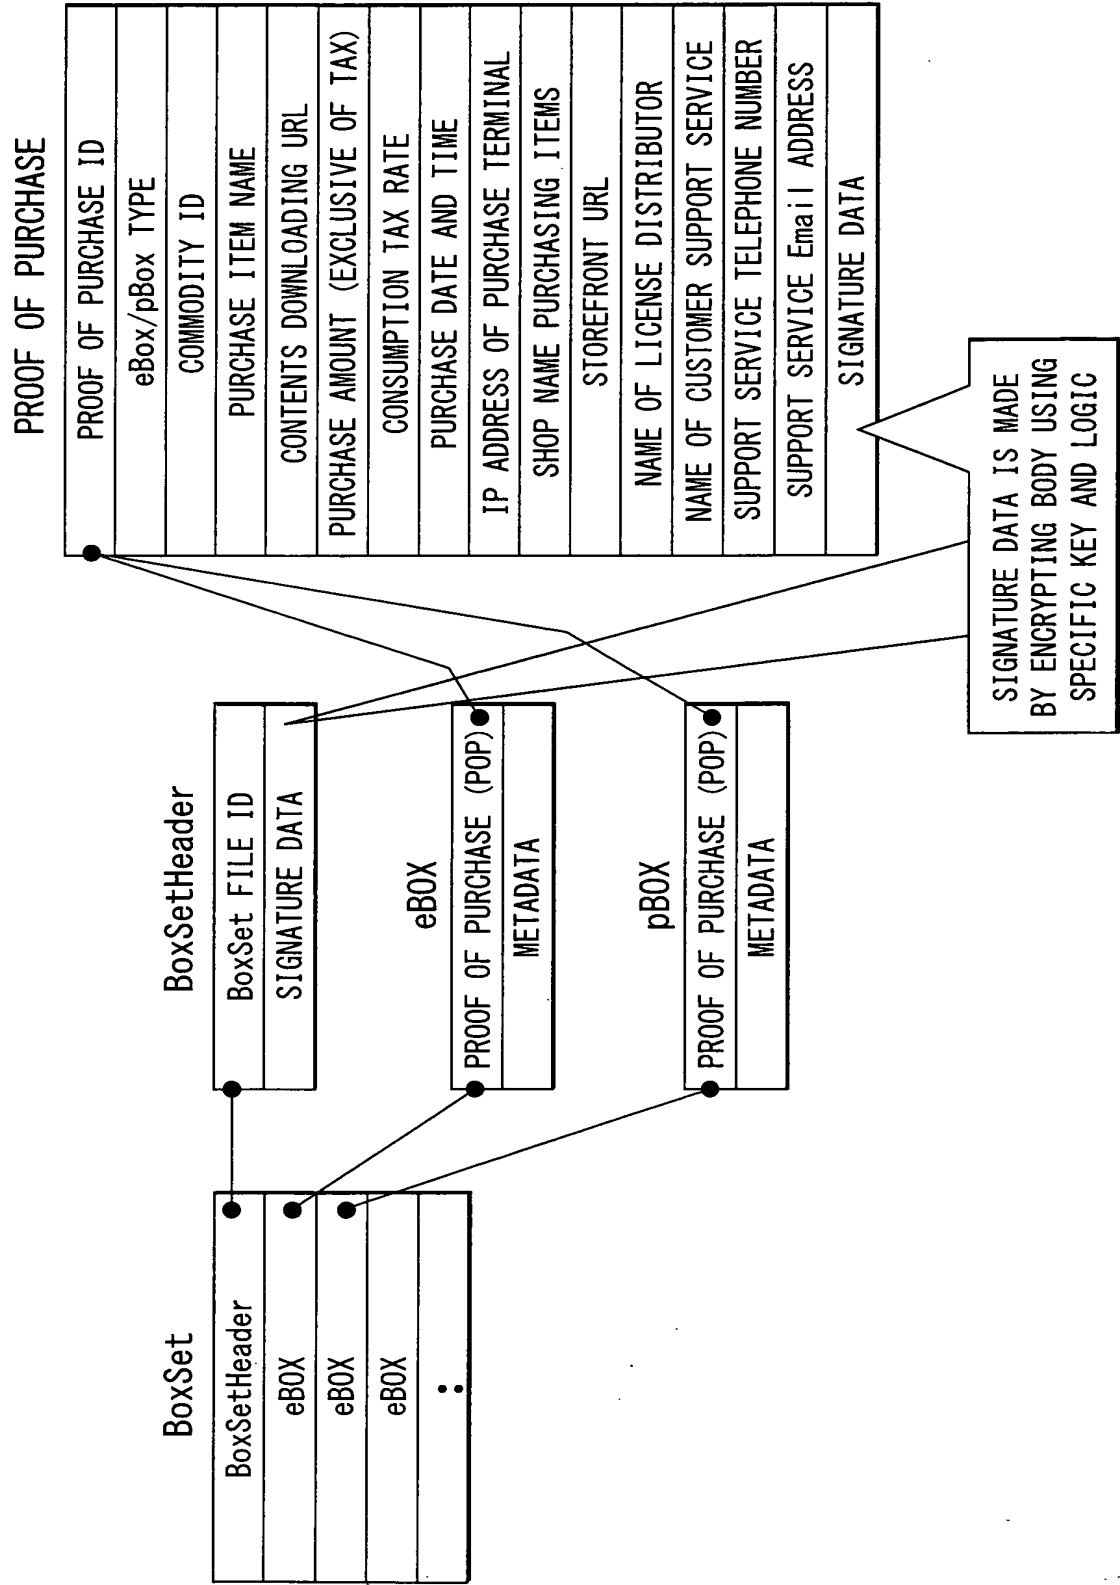 BoxSet
BoxSetHeader
eBOX
eBOX
eBOX
:
BoxSetHeader
BoxSet FILE ID
SIGNATURE DATA
eBOX
PROOF OF PURCHASE (POP)
METADATA
pBOX
PROOF OF PURCHASE (POP)
METADATA
PROOF OF PURCHASE
PROOF OF PURCHASE ID
eBox/pBox TYPE
COMMODITY ID
PURCHASE ITEM NAME
CONTENTS DOWNLOADING URL
PURCHASE AMOUNT (EXCLUSIVE OF TAX)
CONSUMPTION TAX RATE
PURCHASE DATE AND TIME
IP ADDRESS OF PURCHASE TERMINAL
SHOP NAME PURCHASING ITEMS
STOREFRONT URL
NAME OF LICENSE DISTRIBUTOR
NAME OF CUSTOMER SUPPORT SERVICE
SUPPORT SERVICE TELEPHONE NUMBER
SUPPORT SERVICE Email ADDRESS
SIGNATURE DATA
SIGNATURE DATA IS MADE
BY ENCRYPTING BODY USING
SPECIFIC KEY AND LOGIC